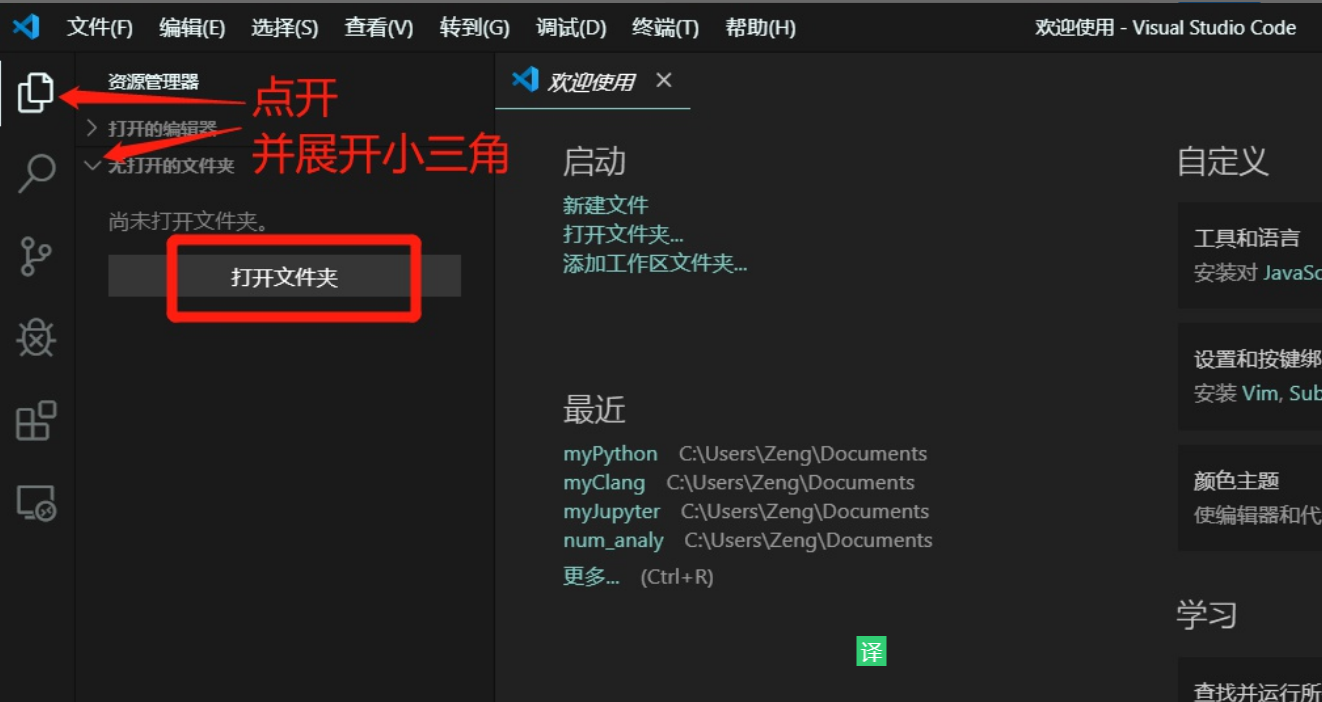 文件(F) 编辑(E) 选择(S) 查看(V) 转到(G) 调试(D) 终端(T) 帮助(H) 欢迎使用 - Visual Studio Code
资源管理器
点开
打开的编辑器
并展开小三角
无打开的文件夹
尚未打开文件夹。
打开文件夹
欢迎使用
启动
新建文件
打开文件夹...
添加工作区文件夹...
最近
myPython C:\Users\Zeng\Documents
myClang C:\Users\Zeng\Documents
myJupyter C:\Users\Zeng\Documents
num_analy C:\Users\Zeng\Documents
更多... (Ctrl+R)
译
自定义
工具和语言
安装对 JavaSc
设置和按键绑
安装 Vim, Sub
颜色主题
使编辑器和代
学习
查找并运行所